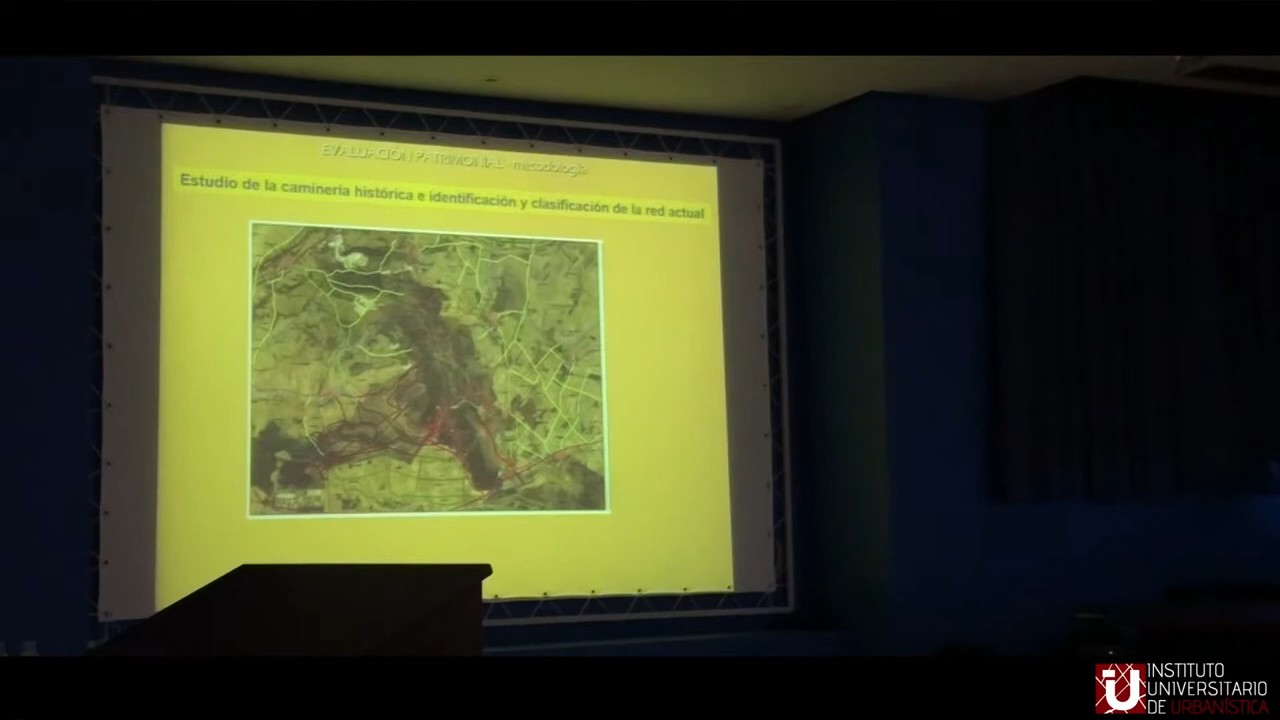 EVALUACIÓN PATRIMONIAL - metodología
Estudio de la caminería histórica e identificación y clasificación de la red actual
INSTITUTO
UNIVERSITARIO
DE URBANÍSTICA